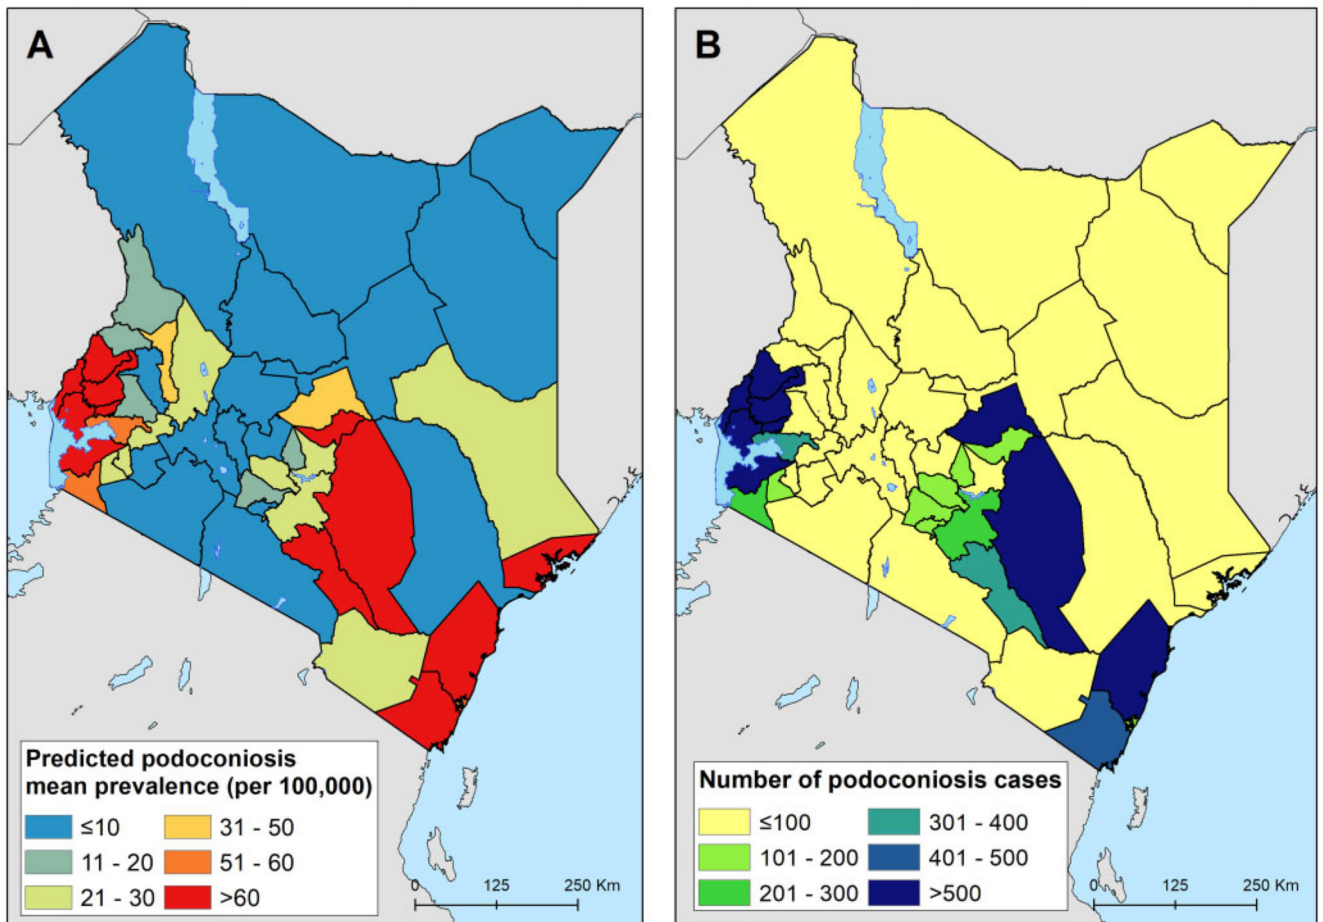 A
Predicted podoconiosis
mean prevalence (per 100,000)
≤10
31 - 50
11 - 20
51 - 60
21 - 30
>60
0 125 250 Km
B
Number of podoconiosis cases
≤100
301 - 400
101 - 200
401 - 500
201 - 300
>500
0 125 250 Km